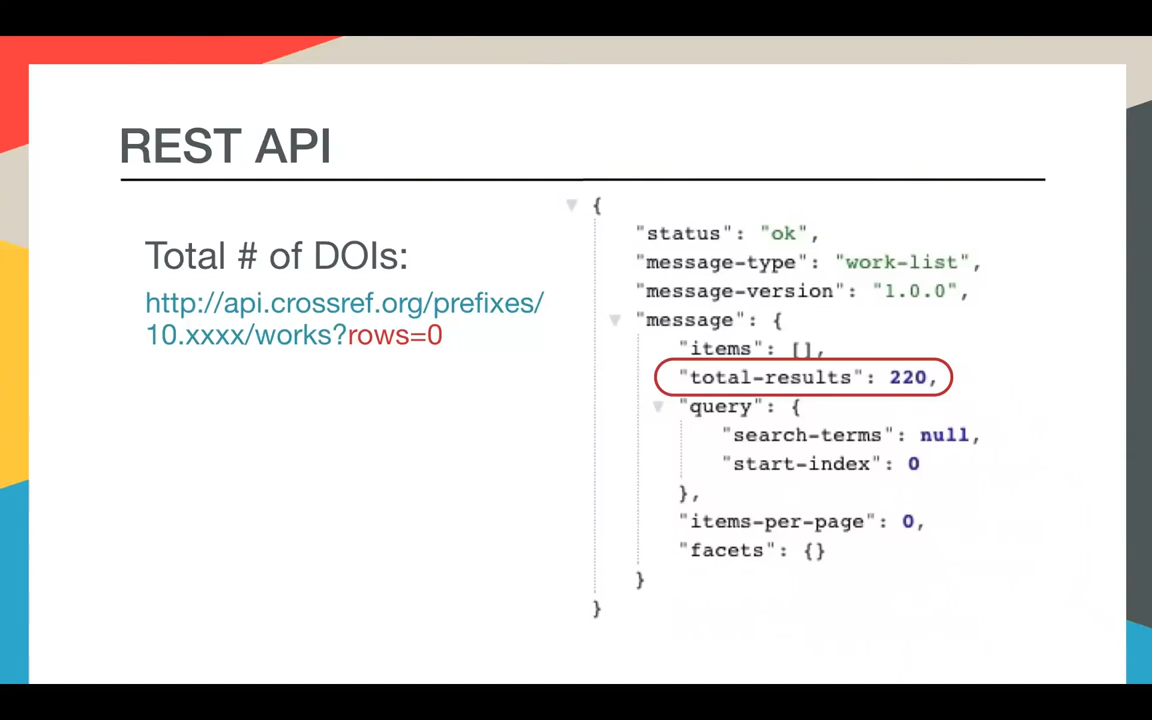 REST API
Total # of DOIs:
http://api.crossref.org/prefixes/
10.xxxx/works?rows=0
{
"status": "ok",
"message-type": "work-list",
"message-version": "1.0.0",
"message": {
"items": [],
"total-results": 220,
"query": {
"search-terms": null,
"start-index": 0
},
"items-per-page": 0,
"facets": {}
}
}